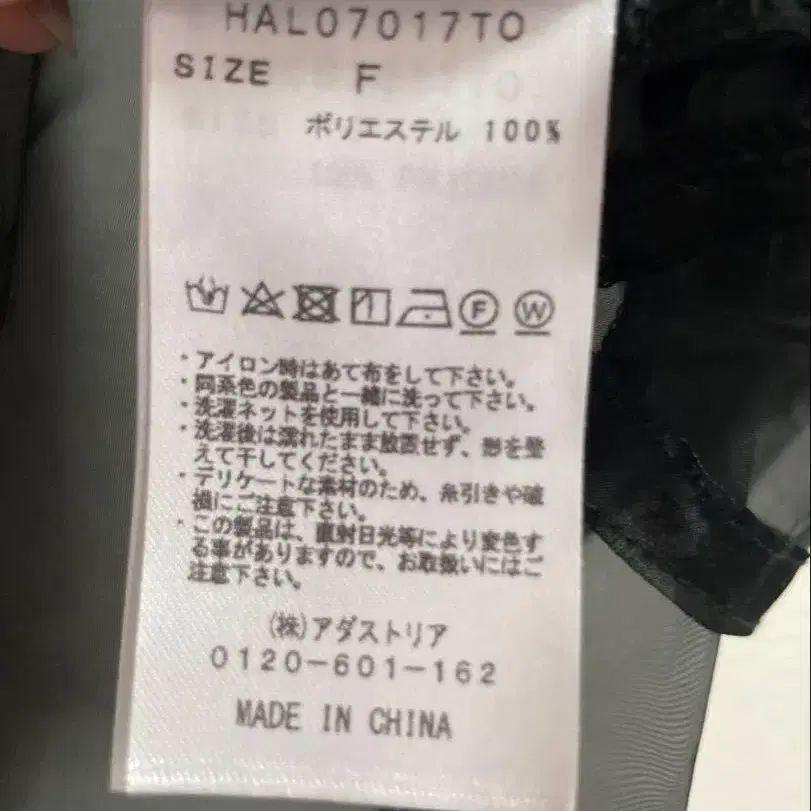 HAL07017TO
SIZE F
ポリエステル 100%
F W
・アイロン時はあて布をして下さい。
・同系色の製品と一緒に洗って下さい。
・洗濯ネットを使用して下さい。
・洗濯後は濡れたまま放置せず、形を整
えて干してください。
・デリケートな素材のため、糸引きや破
損にご注意下さい。
・この製品は、直射日光等により変色す
る事がありますので、お取扱いにはご
注意下さい。
(株)アダストリア
0120-601-162
MADE IN CHINA